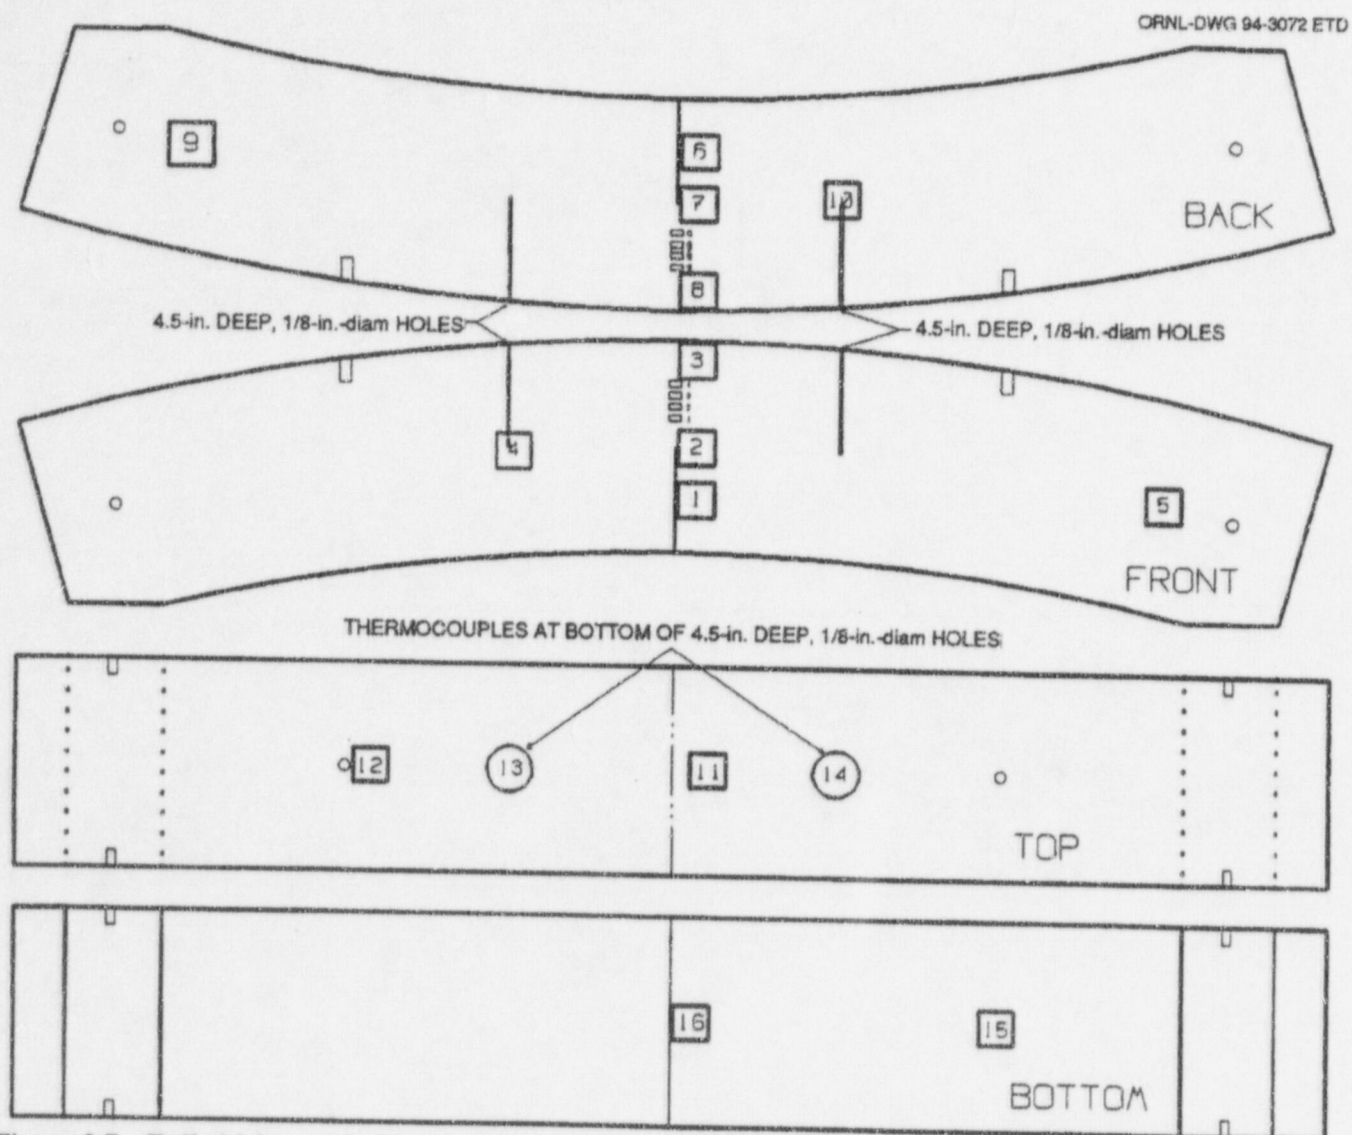 ORNL-DWG 94-3072 ETD
9
6
7
10
BACK
8
4.5-in. DEEP, 1/8-in.-diam HOLES
4.5-in. DEEP, 1/8-in.-diam HOLES
3
4
2
1
5
FRONT
THERMOCOUPLES AT BOTTOM OF 4.5-in. DEEP, 1/8-in.-diam HOLES
12
13
11
14
TOP
16
15
BOTTOM